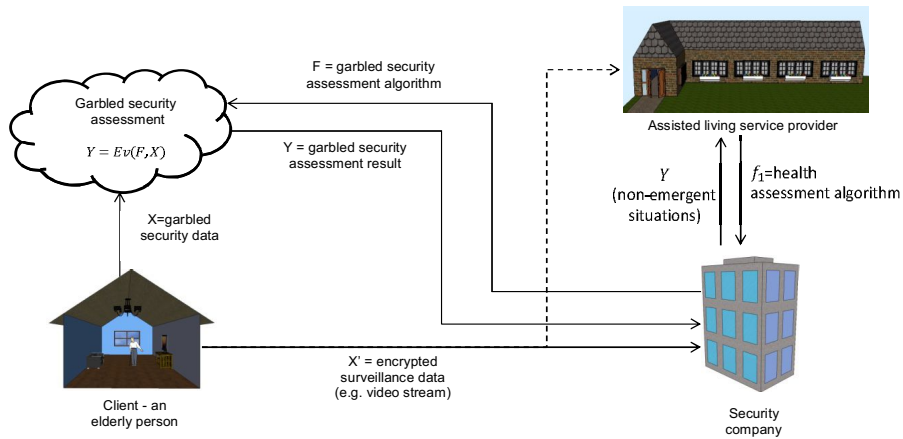 F = garbled security
assessment algorithm
Garbled security
assessment
Y = Ev(F,X)
Assisted living service provider
Y = garbled security
assessment result
Y
(non-emergent
situations)
f₁=health
assessment algorithm
X=garbled
security data
X' = encrypted
surveillance data
(e.g. video stream)
Client - an
elderly person
Security
company